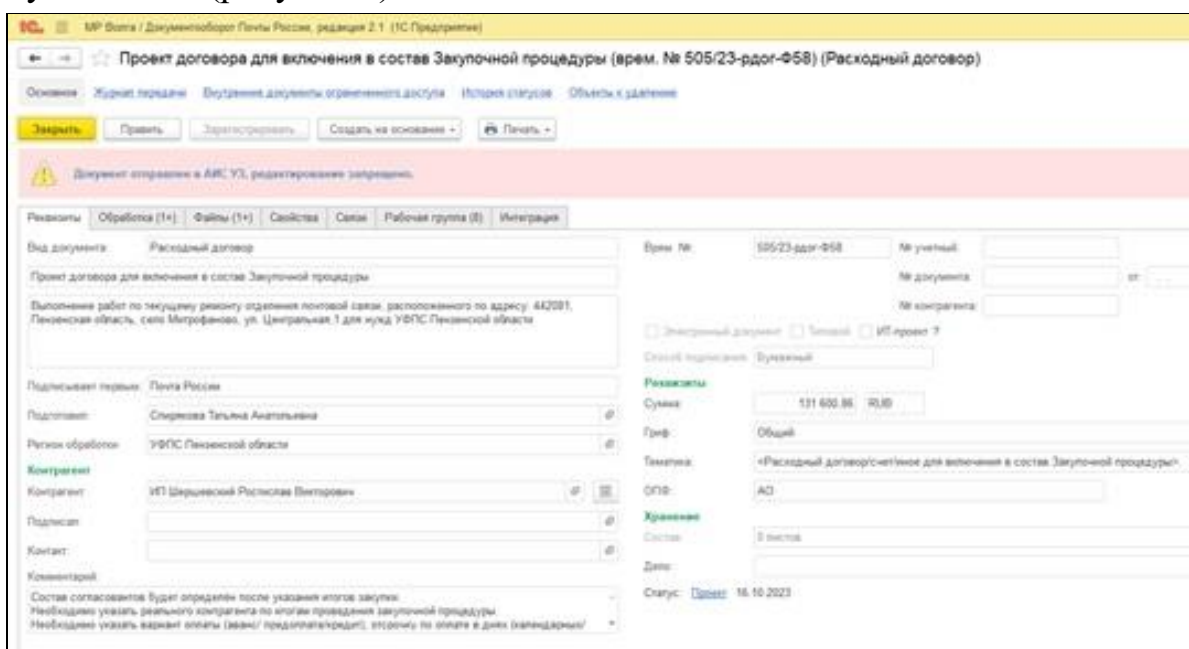 1С МР Волга / Документооборот Почты России, редакция 2.1 (1С:Предприятие)
Проект договора для включения в состав Закупочной процедуры (врем. № 505/23-рдог-Ф58) (Расходный договор)
Основное Журнал передачи Внутренние документы ограниченного доступа История статусов Объекты к удалению
Закрыть Править Зарегистрировать Создать на основании Печать
Документ отправлен в АИС УЗ, редактирование запрещено.
Реквизиты Обработка (1+) Файлы (1+) Свойства Связи Рабочая группа (8) Интеграция
Вид документа: Расходный договор Врем. №: 505/23-рдог-Ф58 № учетный:
Проект договора для включения в состав Закупочной процедуры № документа: от:
Выполнение работ по текущему ремонту отделения почтовой связи, расположенного по адресу: 442081,
Пензенская область, село Митрофаново, ул. Центральная,1 для нужд УФПС Пензенской области
№ контрагента:
Электронный документ Типовой ИТ-проект ?
Способ подписания: Бумажный
Подписывает первым: Почта России Реквизиты
Подготовил: Спирякова Татьяна Анатольевна Сумма: 131 600.86 RUB
Регион обработки: УФПС Пензенской области Гриф: Общий
Контрагент Тематика: <Расходный договор/счет/иное для включения в состав Закупочной процедуры>
Контрагент: ИП Шершевский Ростислав Викторович ОПФ: АО
Подписал: Хранение
Состав: 0 листов
Контакт: Дело:
Комментарий: Статус: Проект 16.10.2023
Состав согласовантов будет определён после указания итогов закупки
Необходимо указать реального контрагента по итогам проведения закупочной процедуры
Необходимо указать вариант оплаты (аванс/ предоплата/кредит), отсрочку по оплате в днях (календарных/